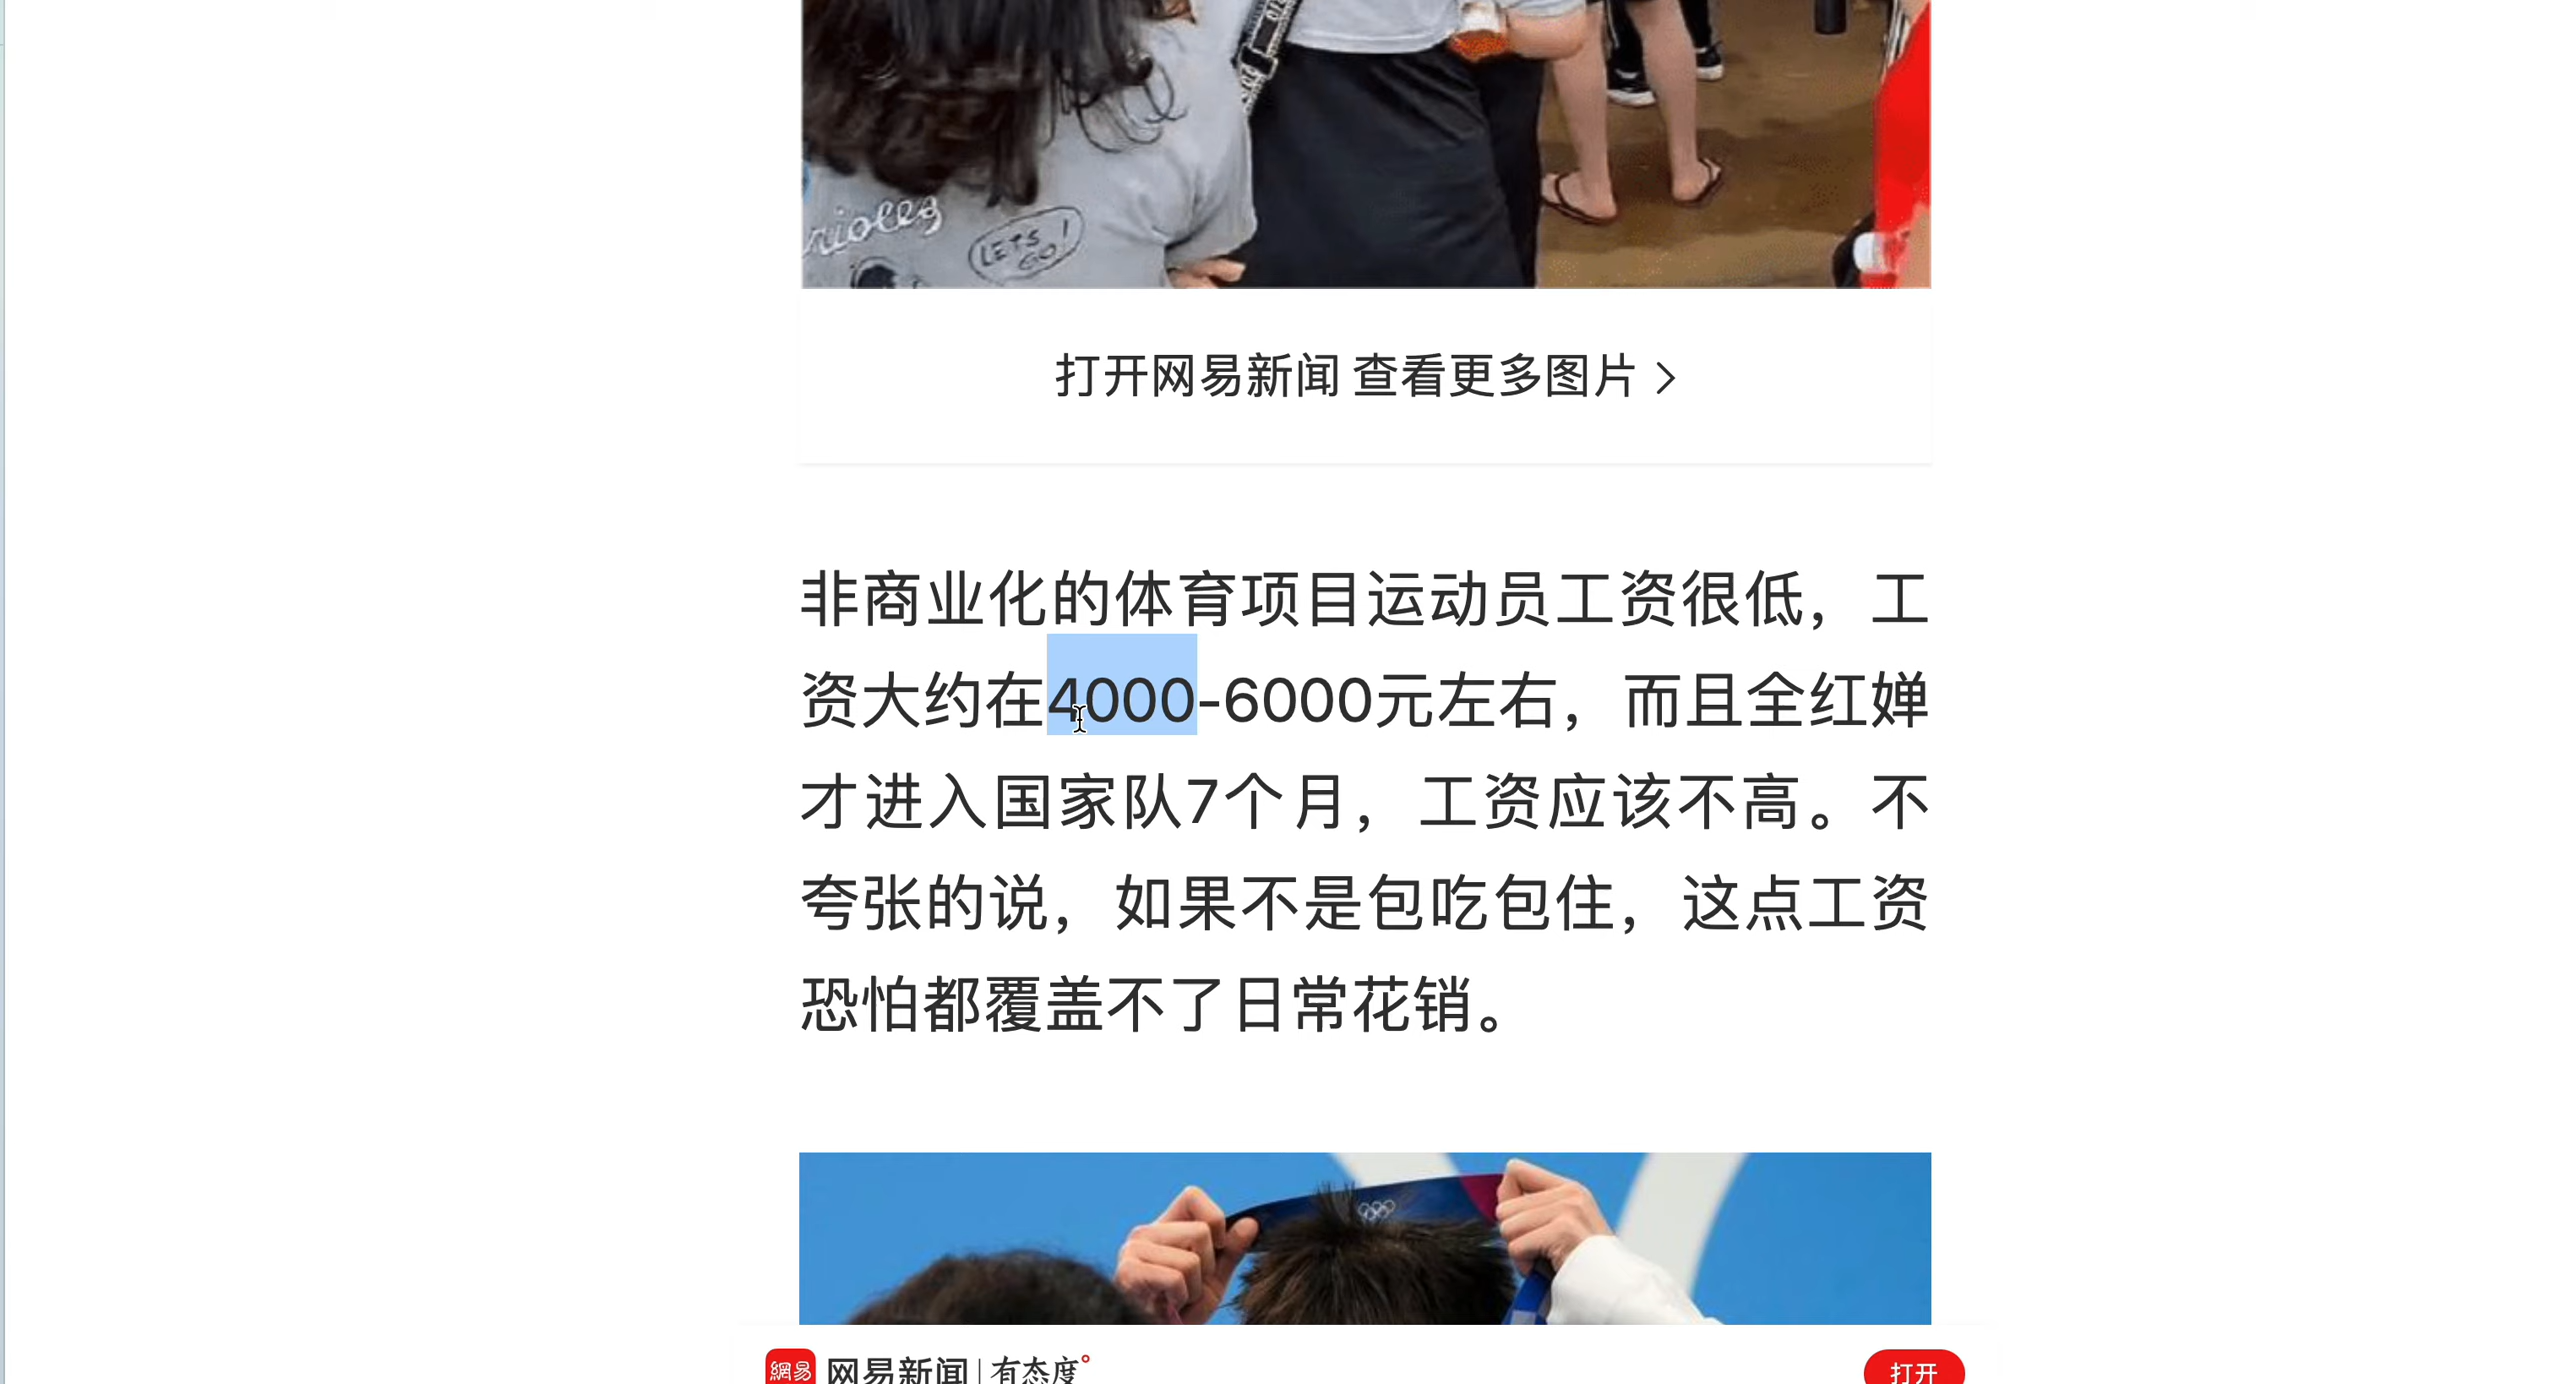 rioles
LET'S GO!
打开网易新闻 查看更多图片 >
非商业化的体育项目运动员工资很低，工
资大约在4000-6000元左右，而且全红婵
才进入国家队7个月，工资应该不高。不
夸张的说，如果不是包吃包住，这点工资
恐怕都覆盖不了日常花销。
網易 网易新闻 | 有态度°
打开